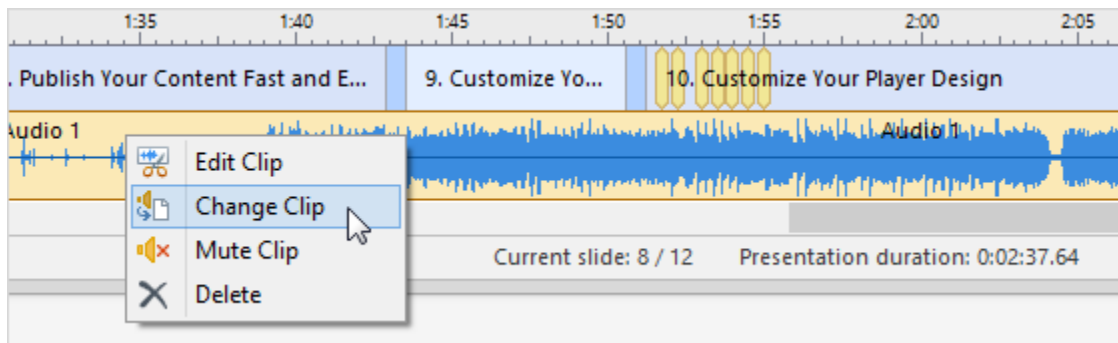 1:35 1:40 1:45 1:50 1:55 2:00 2:05
. Publish Your Content Fast and E... 9. Customize Yo... 10. Customize Your Player Design
Audio 1 Audio 1
Edit Clip
Change Clip
Mute Clip
Delete
Current slide: 8 / 12 Presentation duration: 0:02:37.64